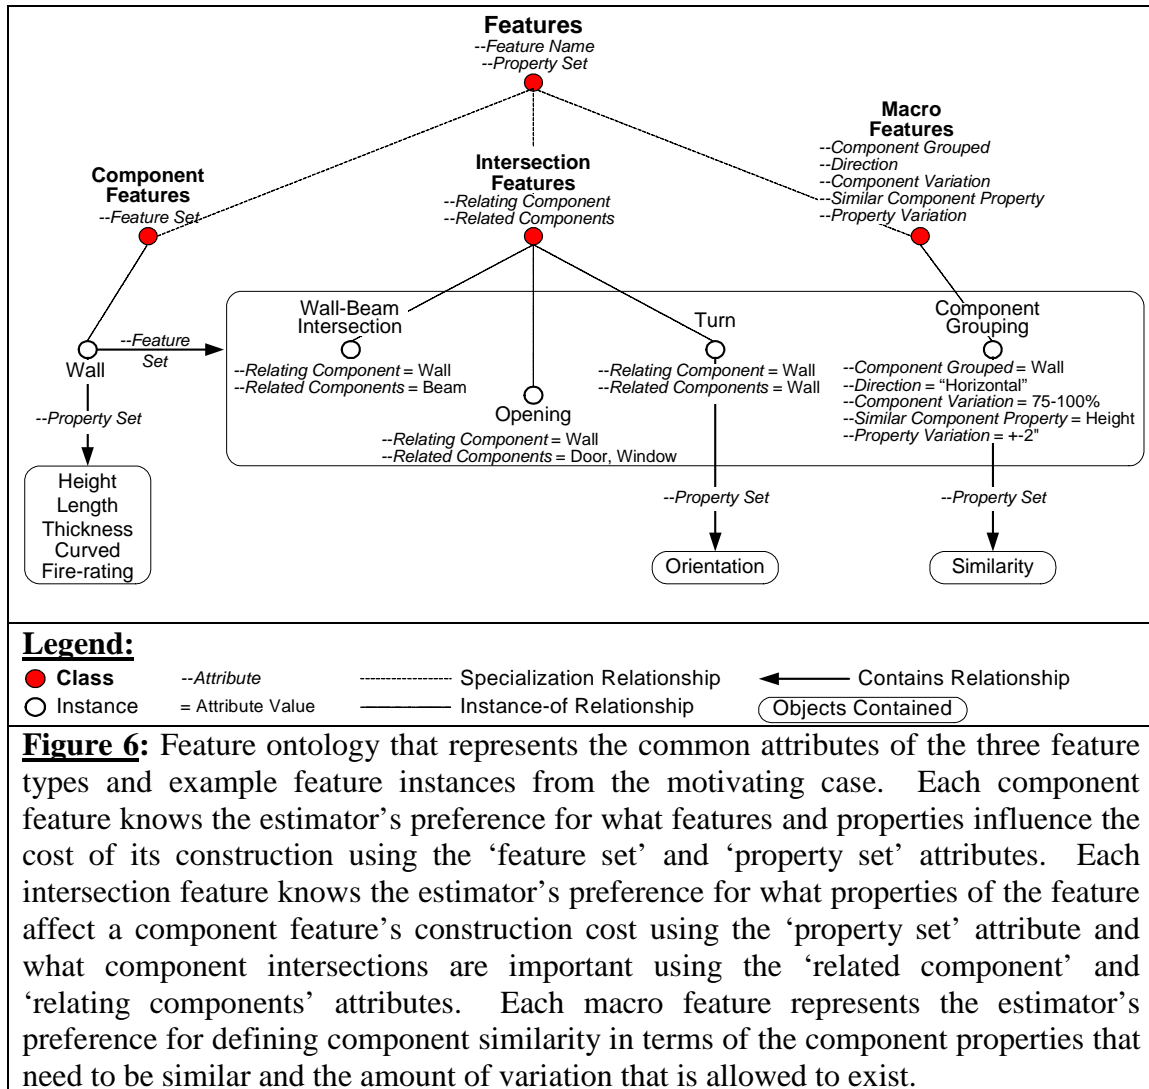 Features
--Feature Name
--Property Set
Macro
Features
--Component Grouped
--Direction
--Component Variation
--Similar Component Property
--Property Variation
Intersection
Features
--Relating Component
--Related Components
Component
Features
--Feature Set
Wall-Beam
Intersection
--Relating Component = Wall
--Related Components = Beam
Opening
--Relating Component = Wall
--Related Components = Door, Window
Turn
--Relating Component = Wall
--Related Components = Wall
Component
Grouping
--Component Grouped = Wall
--Direction = “Horizontal”
--Component Variation = 75-100%
--Similar Component Property = Height
--Property Variation = +-2"
--Feature
Set
Wall
--Property Set
Height
Length
Thickness
Curved
Fire-rating
--Property Set
Orientation
--Property Set
Similarity
Legend:
Class --Attribute Specialization Relationship Contains Relationship
Instance = Attribute Value Instance-of Relationship Objects Contained
Figure 6: Feature ontology that represents the common attributes of the three feature
types and example feature instances from the motivating case. Each component
feature knows the estimator’s preference for what features and properties influence the
cost of its construction using the ‘feature set’ and ‘property set’ attributes. Each
intersection feature knows the estimator’s preference for what properties of the feature
affect a component feature’s construction cost using the ‘property set’ attribute and
what component intersections are important using the ‘related component’ and
‘relating components’ attributes. Each macro feature represents the estimator’s
preference for defining component similarity in terms of the component properties that
need to be similar and the amount of variation that is allowed to exist.